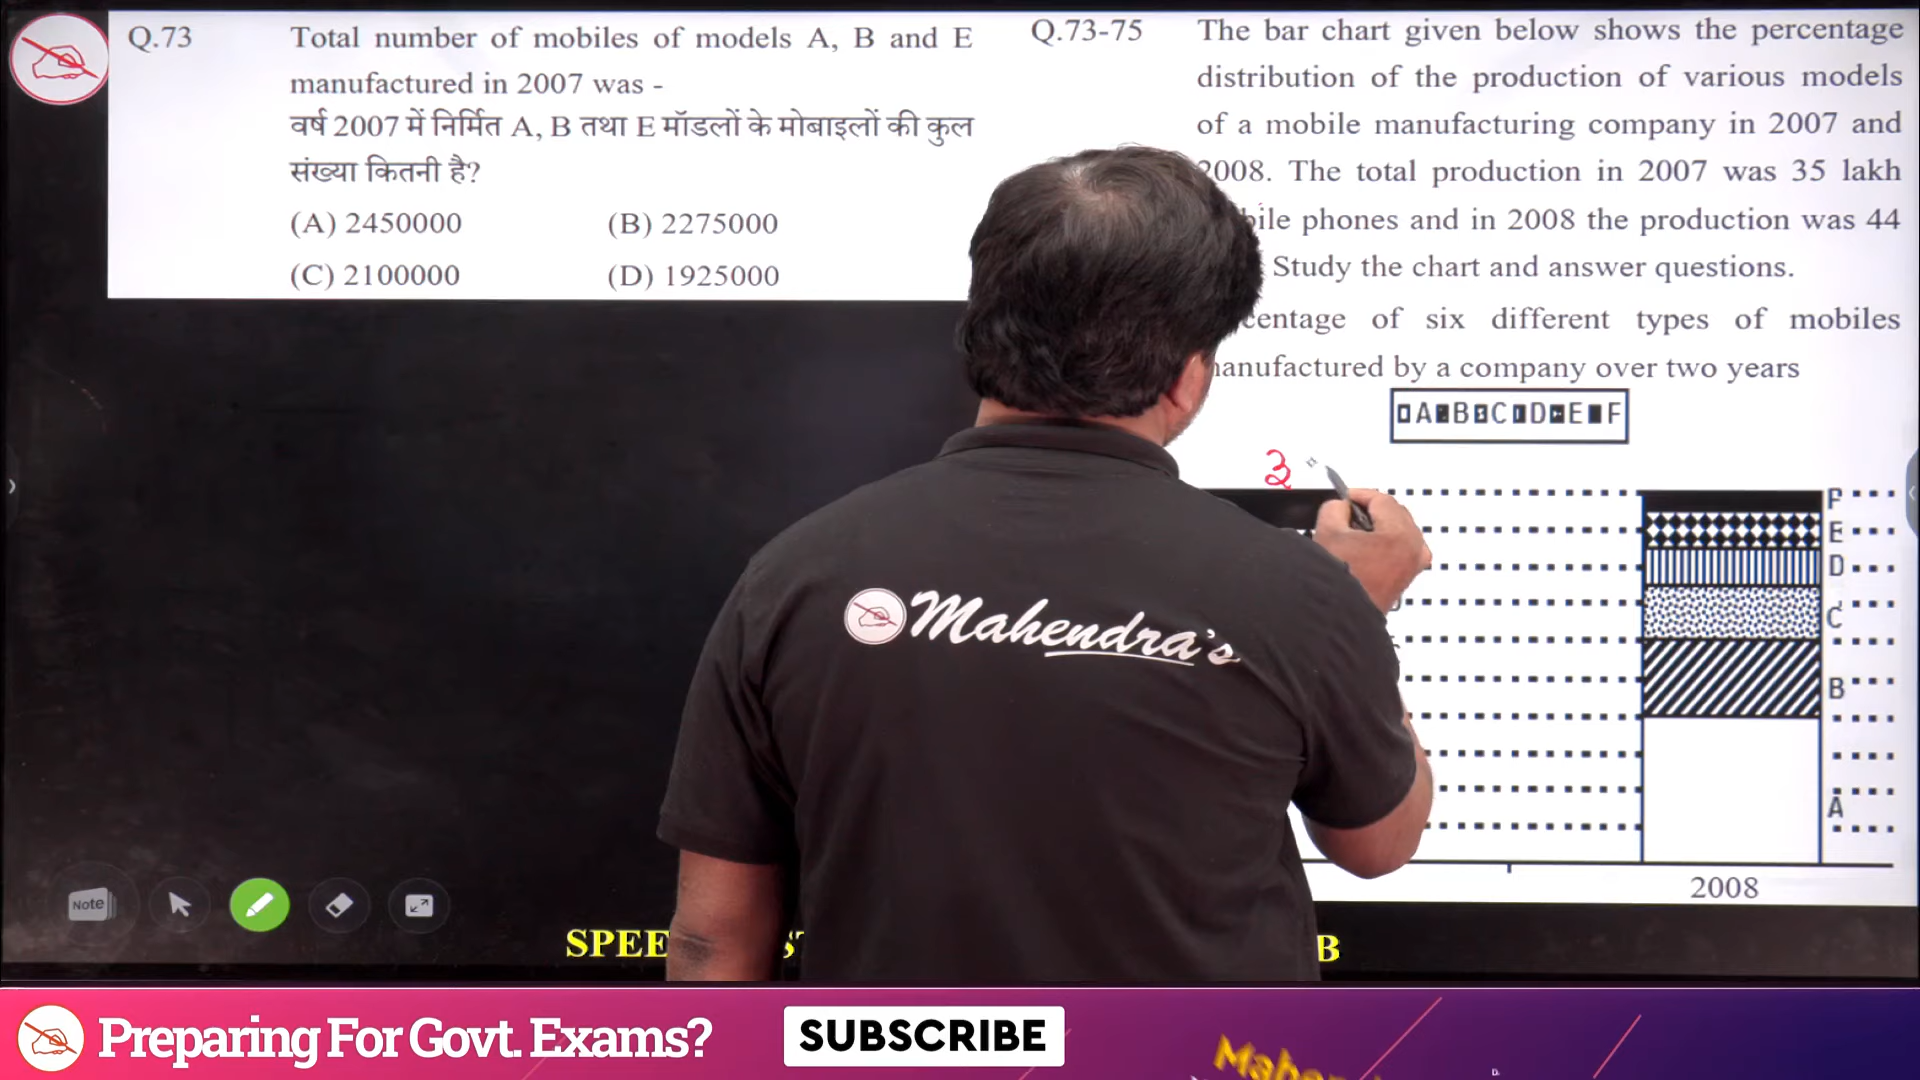 Q.73
Total number of mobiles of models A, B and E
manufactured in 2007 was -
वर्ष 2007 में निर्मित A, B तथा E मॉडलों के मोबाइलों की कुल
संख्या कितनी है?
(A) 2450000 (B) 2275000
(C) 2100000 (D) 1925000
Q.73-75
The bar chart given below shows the percentage
distribution of the production of various models
of a mobile manufacturing company in 2007 and
2008. The total production in 2007 was 35 lakh
phones and in 2008 the production was 44
Study the chart and answer questions.
of six different types of mobiles
by a company over two years
A B C D E F
3
F
E
D
C
B
A
2008
Mahendra's
Note
B
Preparing For Govt. Exams?
SUBSCRIBE